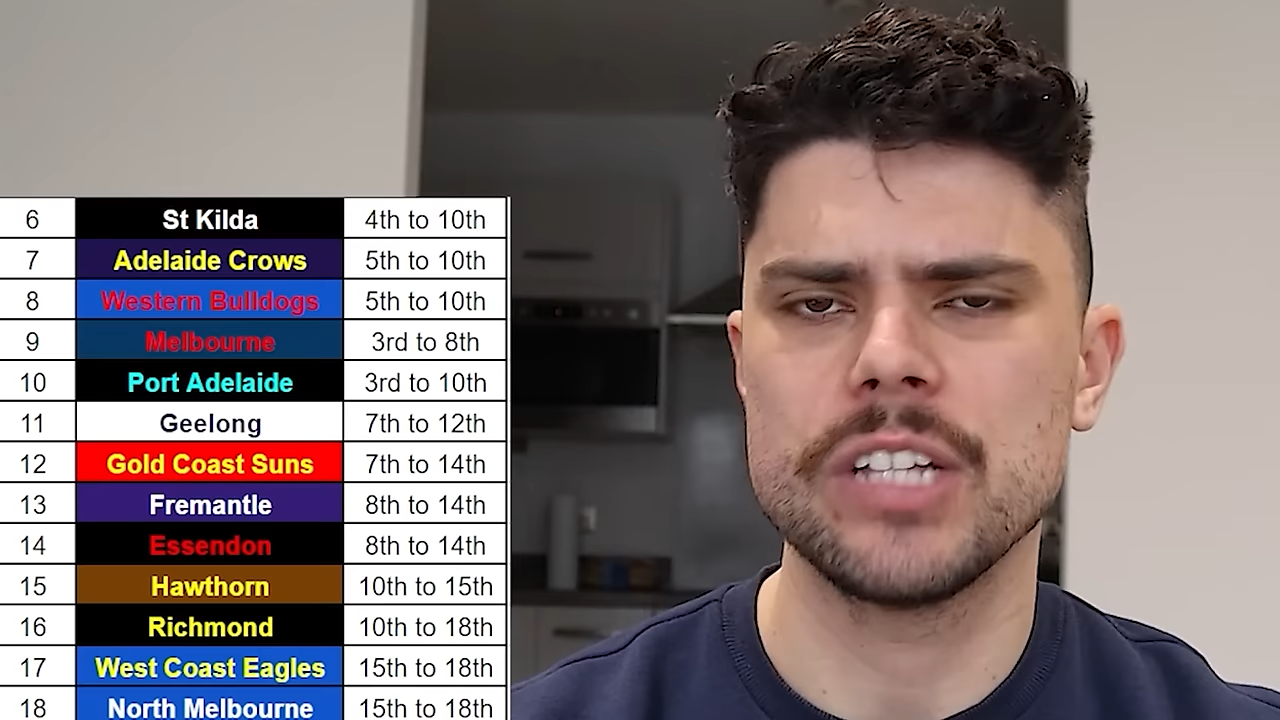 6 St Kilda 4th to 10th
7 Adelaide Crows 5th to 10th
8 Western Bulldogs 5th to 10th
9 Melbourne 3rd to 8th
10 Port Adelaide 3rd to 10th
11 Geelong 7th to 12th
12 Gold Coast Suns 7th to 14th
13 Fremantle 8th to 14th
14 Essendon 8th to 14th
15 Hawthorn 10th to 15th
16 Richmond 10th to 18th
17 West Coast Eagles 15th to 18th
18 North Melbourne 15th to 18th